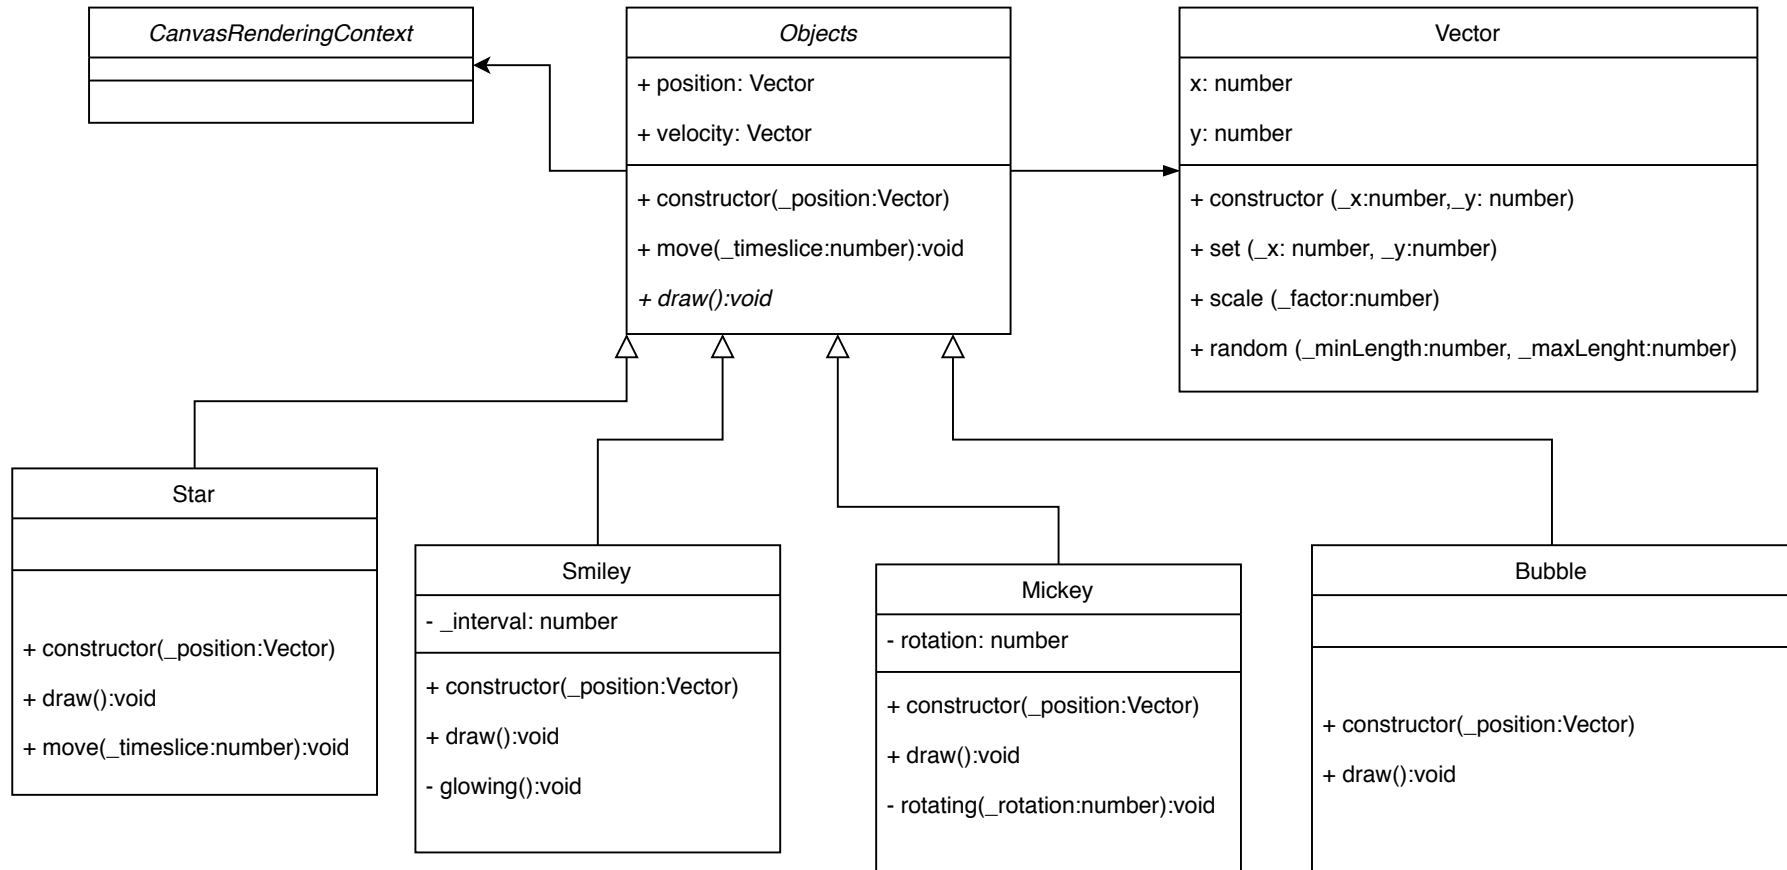 CanvasRenderingContext
Objects
+ position: Vector
+ velocity: Vector
+ constructor(_position:Vector)
+ move(_timeslice:number):void
+ draw():void
Vector
x: number
y: number
+ constructor (_x:number,_y: number)
+ set (_x: number, _y:number)
+ scale (_factor:number)
+ random (_minLength:number, _maxLenght:number)
Star
+ constructor(_position:Vector)
+ draw():void
+ move(_timeslice:number):void
Smiley
- _interval: number
+ constructor(_position:Vector)
+ draw():void
- glowing():void
Mickey
- rotation: number
+ constructor(_position:Vector)
+ draw():void
- rotating(_rotation:number):void
Bubble
+ constructor(_position:Vector)
+ draw():void